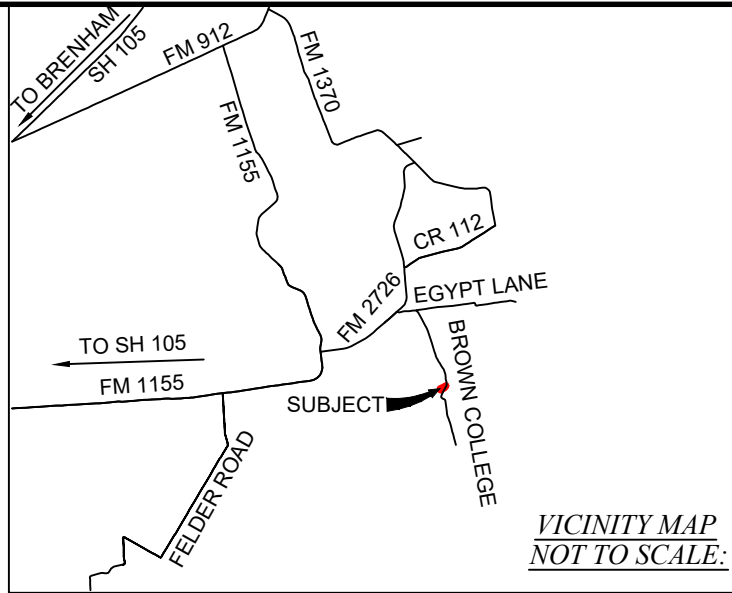 TO BRENHAM
SH 105
FM 912
FM 1370
FM 1155
CR 112
FM 2726
EGYPT LANE
TO SH 105
FM 1155
SUBJECT
BROWN COLLEGE
FELDER ROAD
VICINITY MAP
NOT TO SCALE: